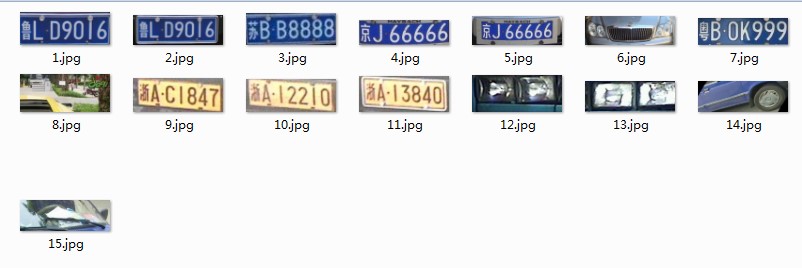 鲁L·D9016
鲁L·D9016
苏B·B8888
京J 66666
京J 66666
粤B·0K999
1.jpg
2.jpg
3.jpg
4.jpg
5.jpg
6.jpg
7.jpg
浙A·C1847
浙A·12210
浙A·13840
8.jpg
9.jpg
10.jpg
11.jpg
12.jpg
13.jpg
14.jpg
15.jpg